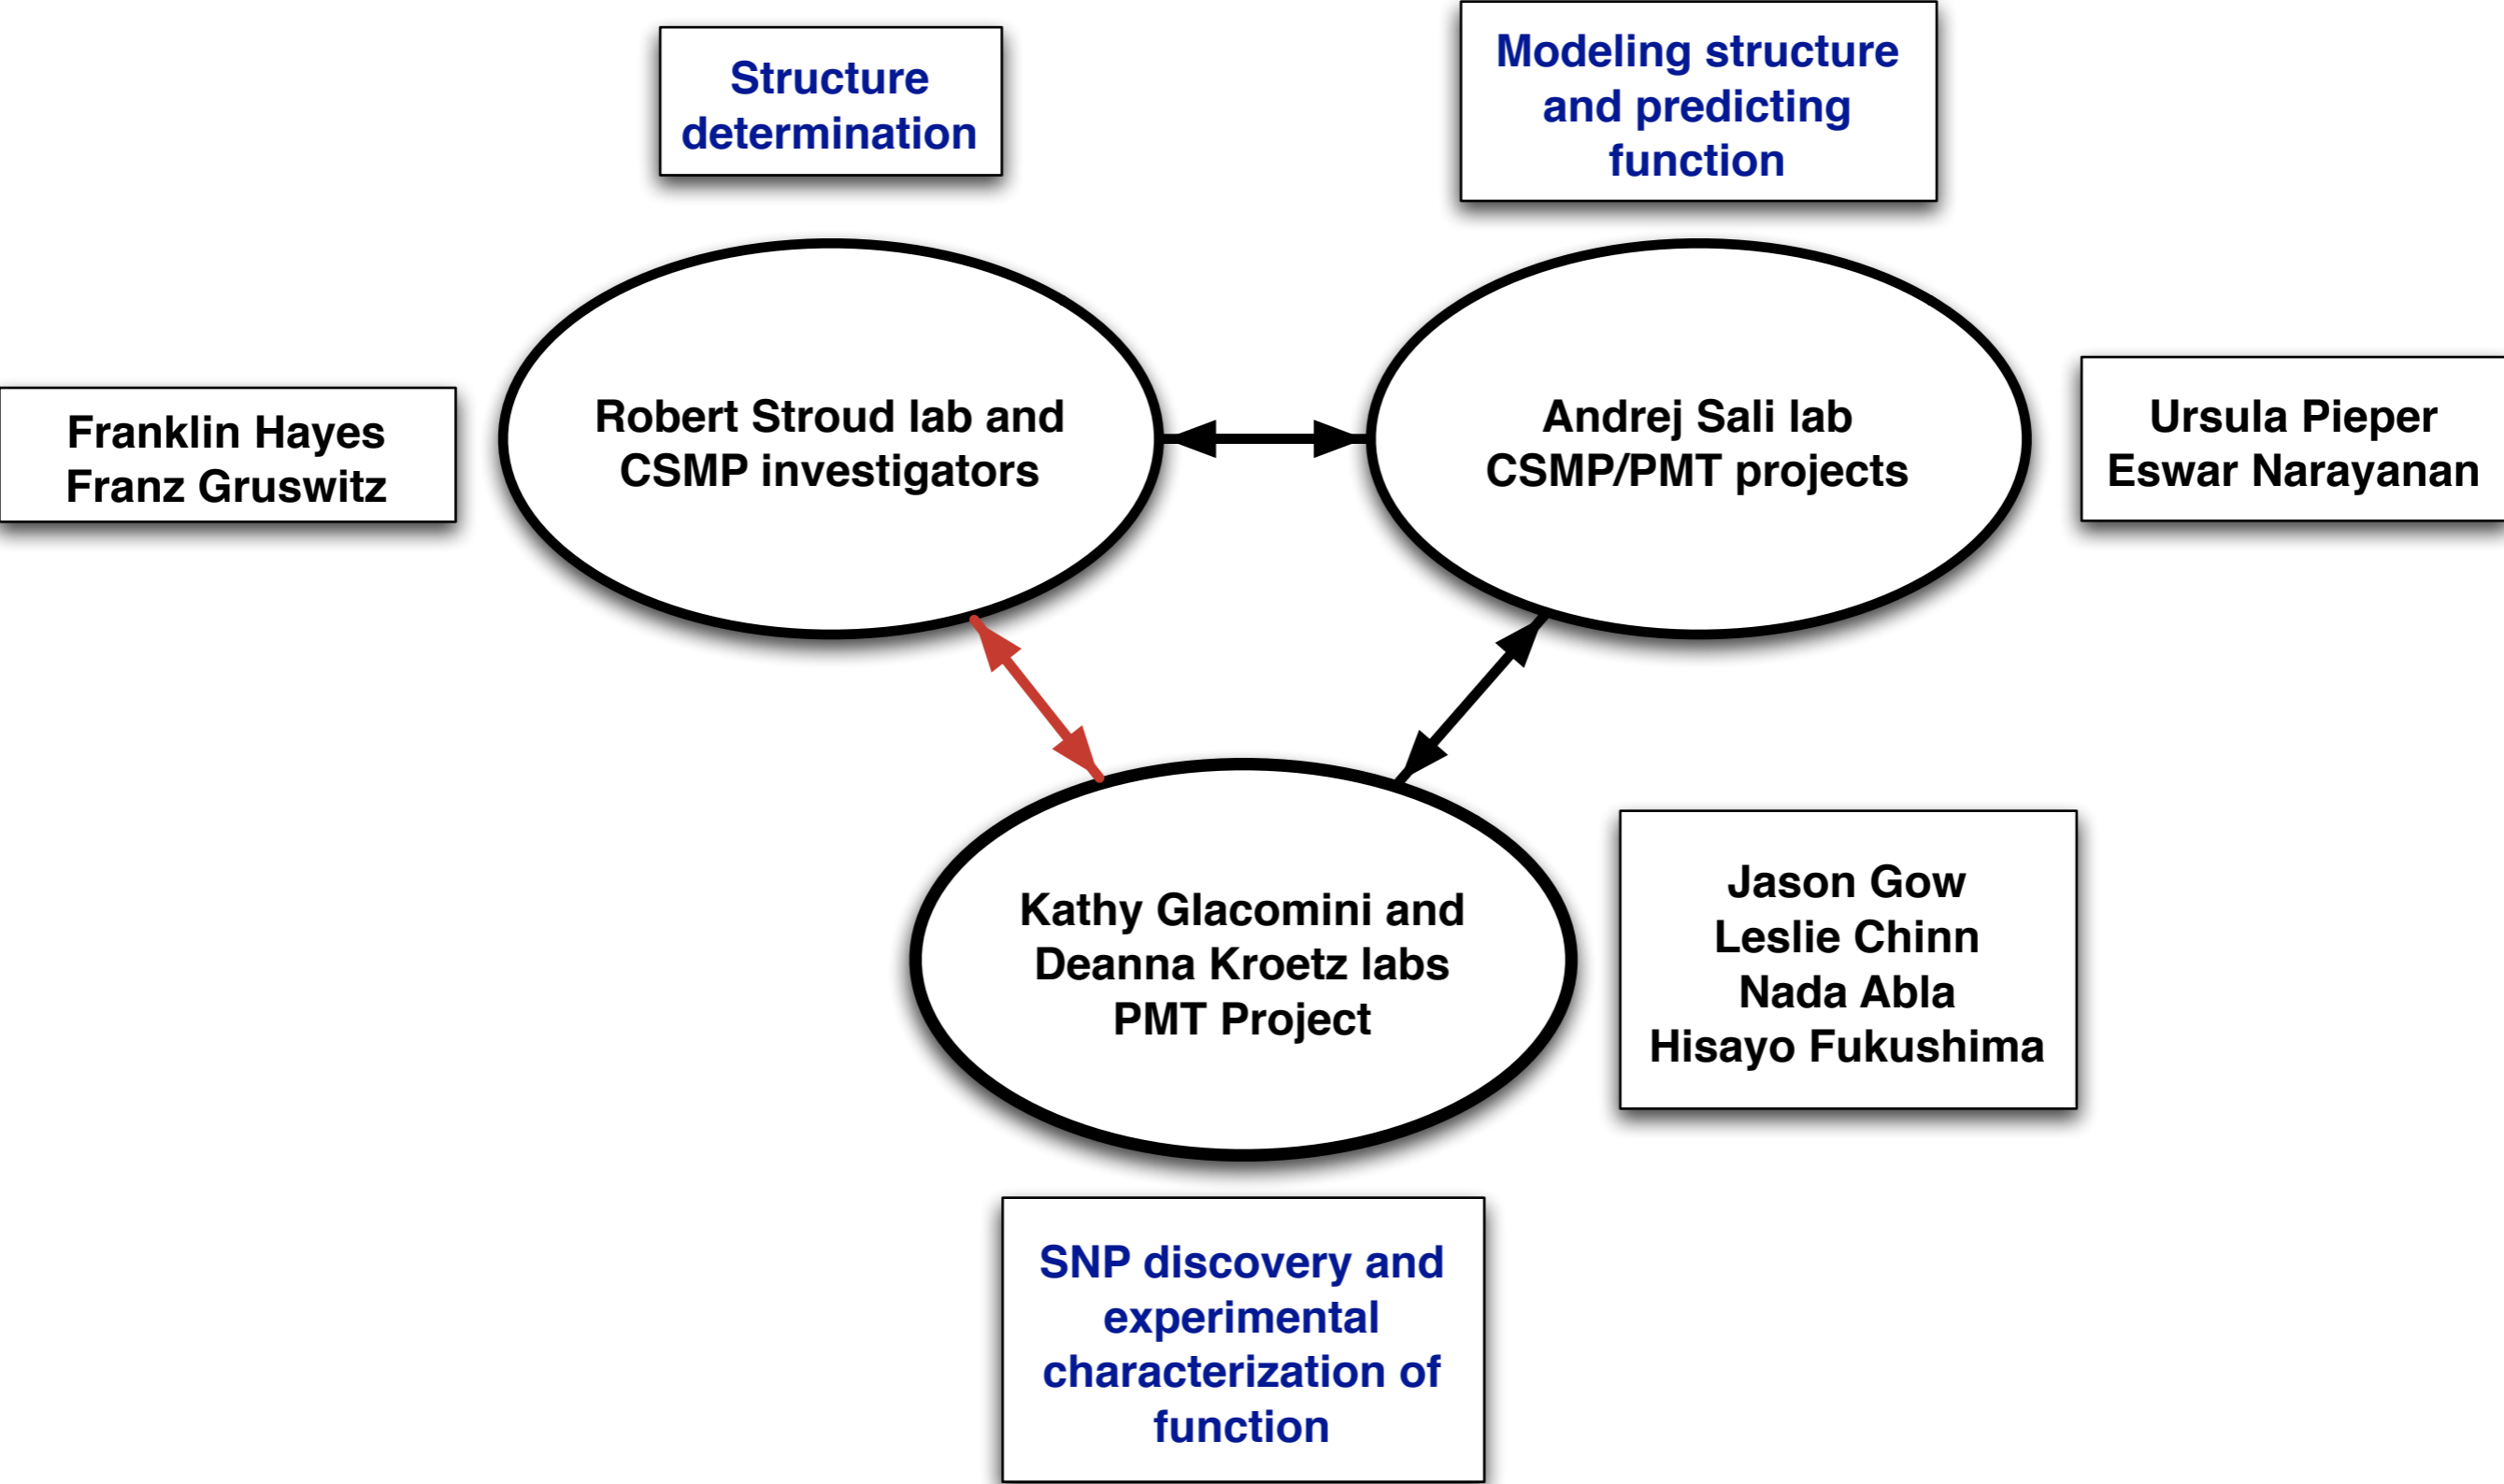 Structure
determination
Modeling structure
and predicting
function
Franklin Hayes
Franz Gruswitz
Robert Stroud lab and
CSMP investigators
Andrej Sali lab
CSMP/PMT projects
Ursula Pieper
Eswar Narayanan
Kathy GIacomini and
Deanna Kroetz labs
PMT Project
Jason Gow
Leslie Chinn
Nada Abla
Hisayo Fukushima
SNP discovery and
experimental
characterization of
function